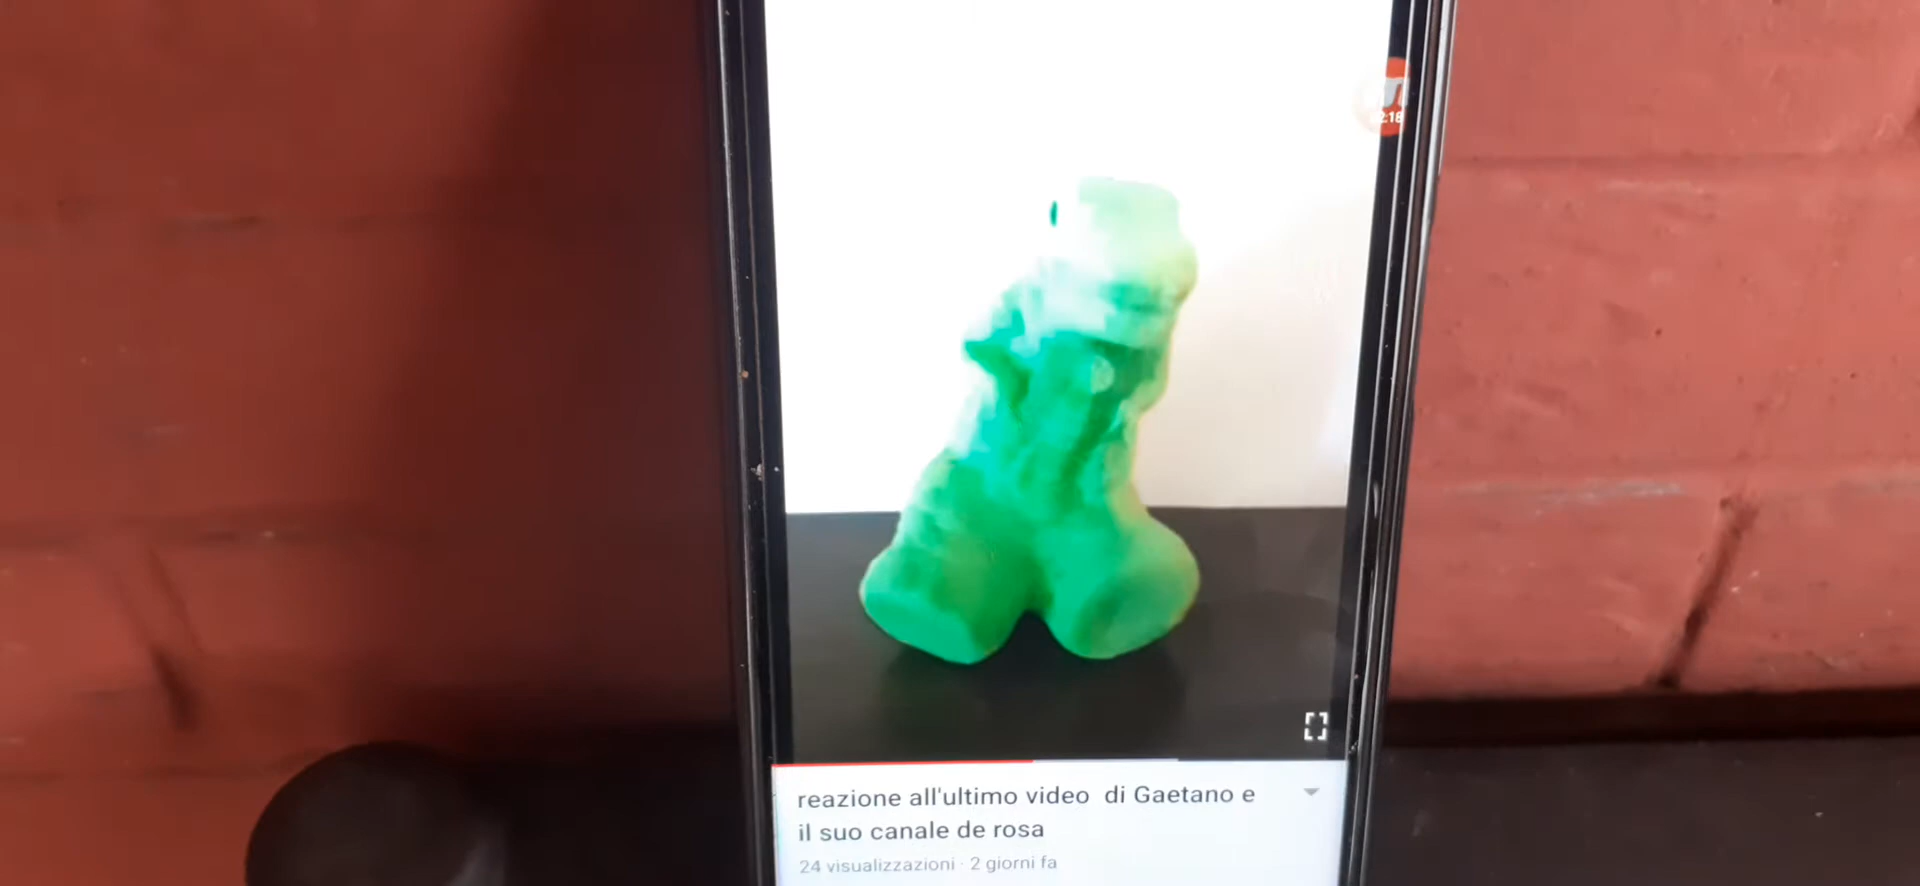 reazione all'ultimo video di Gaetano e
il suo canale de rosa
24 visualizzazioni · 2 giorni fa